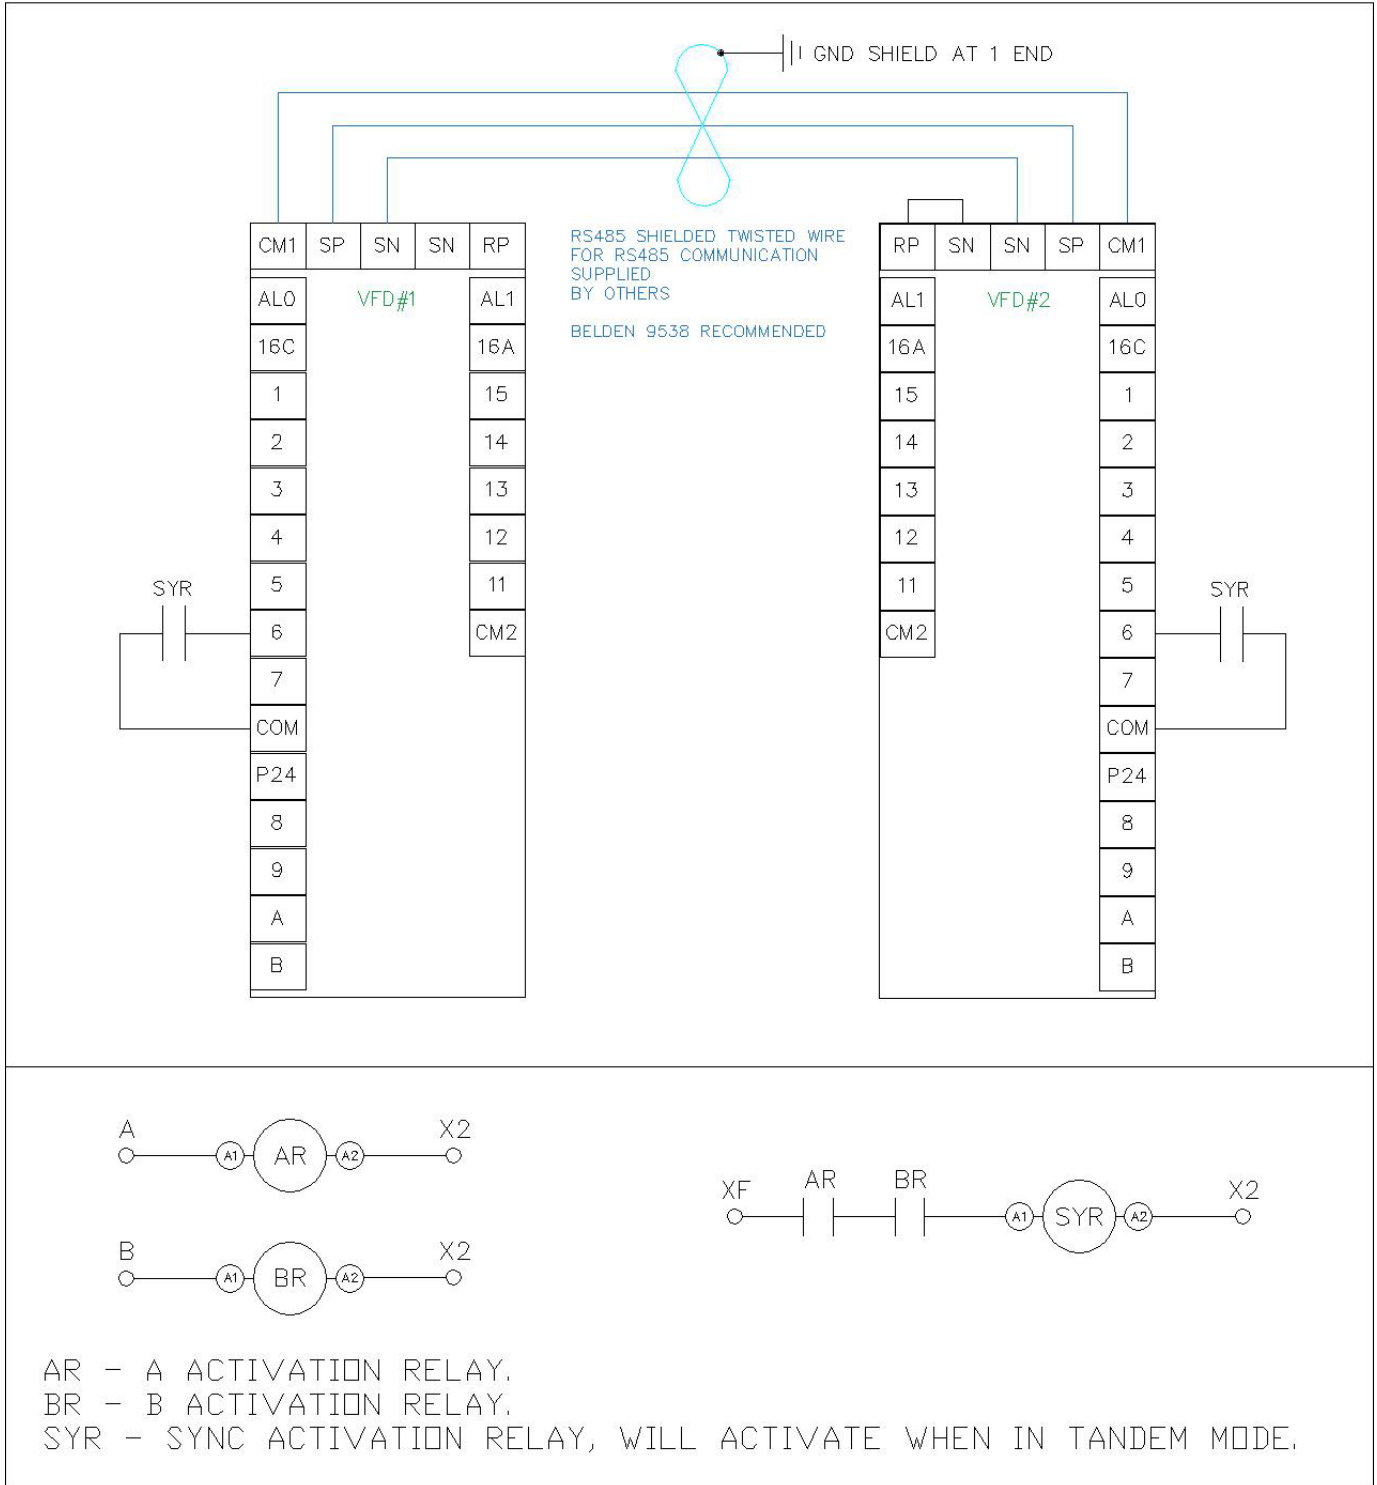 GND SHIELD AT 1 END
CM1 SP SN SN RP
RS485 SHIELDED TWISTED WIRE
FOR RS485 COMMUNICATION
SUPPLIED
BY OTHERS
BELDEN 9538 RECOMMENDED
RP SN SN SP CM1
AL0 VFD#1 AL1
16C 16A
1 15
2 14
3 13
4 12
5 11
SYR
6 CM2
7
COM
P24
8
9
A
B
AL1 VFD#2 AL0
16A 16C
15 1
14 2
13 3
12 4
11 5
SYR
CM2 6
7
COM
P24
8
9
A
B
A X2
A1 AR A2
B X2
A1 BR A2
XF AR BR X2
A1 SYR A2
AR - A ACTIVATION RELAY.
BR - B ACTIVATION RELAY.
SYR - SYNC ACTIVATION RELAY, WILL ACTIVATE WHEN IN TANDEM MODE.